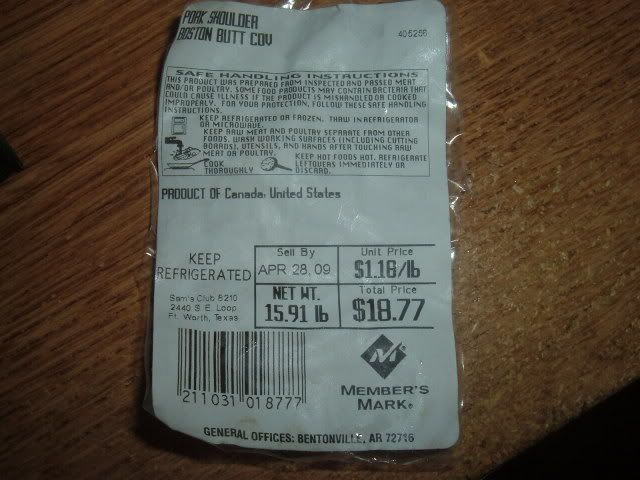 PORK SHOULDER
BOSTON BUTT COV
405256
SAFE HANDLING INSTRUCTIONS
THIS PRODUCT WAS PREPARED FROM INSPECTED AND PASSED MEAT
AND/OR POULTRY. SOME FOOD PRODUCTS MAY CONTAIN BACTERIA THAT
COULD CAUSE ILLNESS IF THE PRODUCT IS MISHANDLED OR COOKED
IMPROPERLY. FOR YOUR PROTECTION, FOLLOW THESE SAFE HANDLING
INSTRUCTIONS.
KEEP REFRIGERATED OR FROZEN. THAW IN REFRIGERATOR
OR MICROWAVE.
KEEP RAW MEAT AND POULTRY SEPARATE FROM OTHER
FOODS. WASH WORKING SURFACES (INCLUDING CUTTING
BOARDS), UTENSILS, AND HANDS AFTER TOUCHING RAW
MEAT OR POULTRY.
COOK
THOROUGHLY
KEEP HOT FOODS HOT. REFRIGERATE
LEFTOVERS IMMEDIATELY OR
DISCARD.
PRODUCT OF Canada, United States
KEEP
REFRIGERATED
Sell By
APR 28, 09
Unit Price
$1.18/lb
NET WT.
15.91 lb
Total Price
$18.77
Sam's Club 8210
2440 S E. Loop
Ft. Worth, Texas
211031 018777
MEMBER'S
MARK®
GENERAL OFFICES: BENTONVILLE, AR 72716